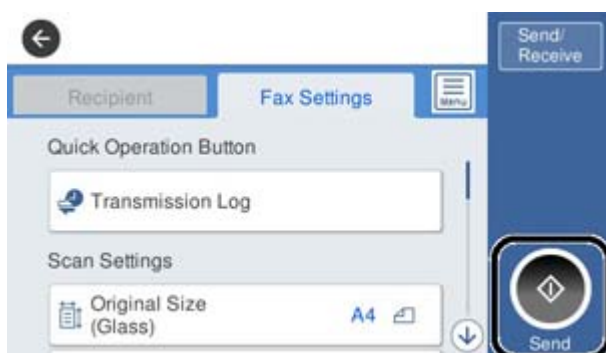 Send/
Receive
Recipient
Fax Settings
Menu
Quick Operation Button
Transmission Log
Scan Settings
Original Size
(Glass)
A4
Send